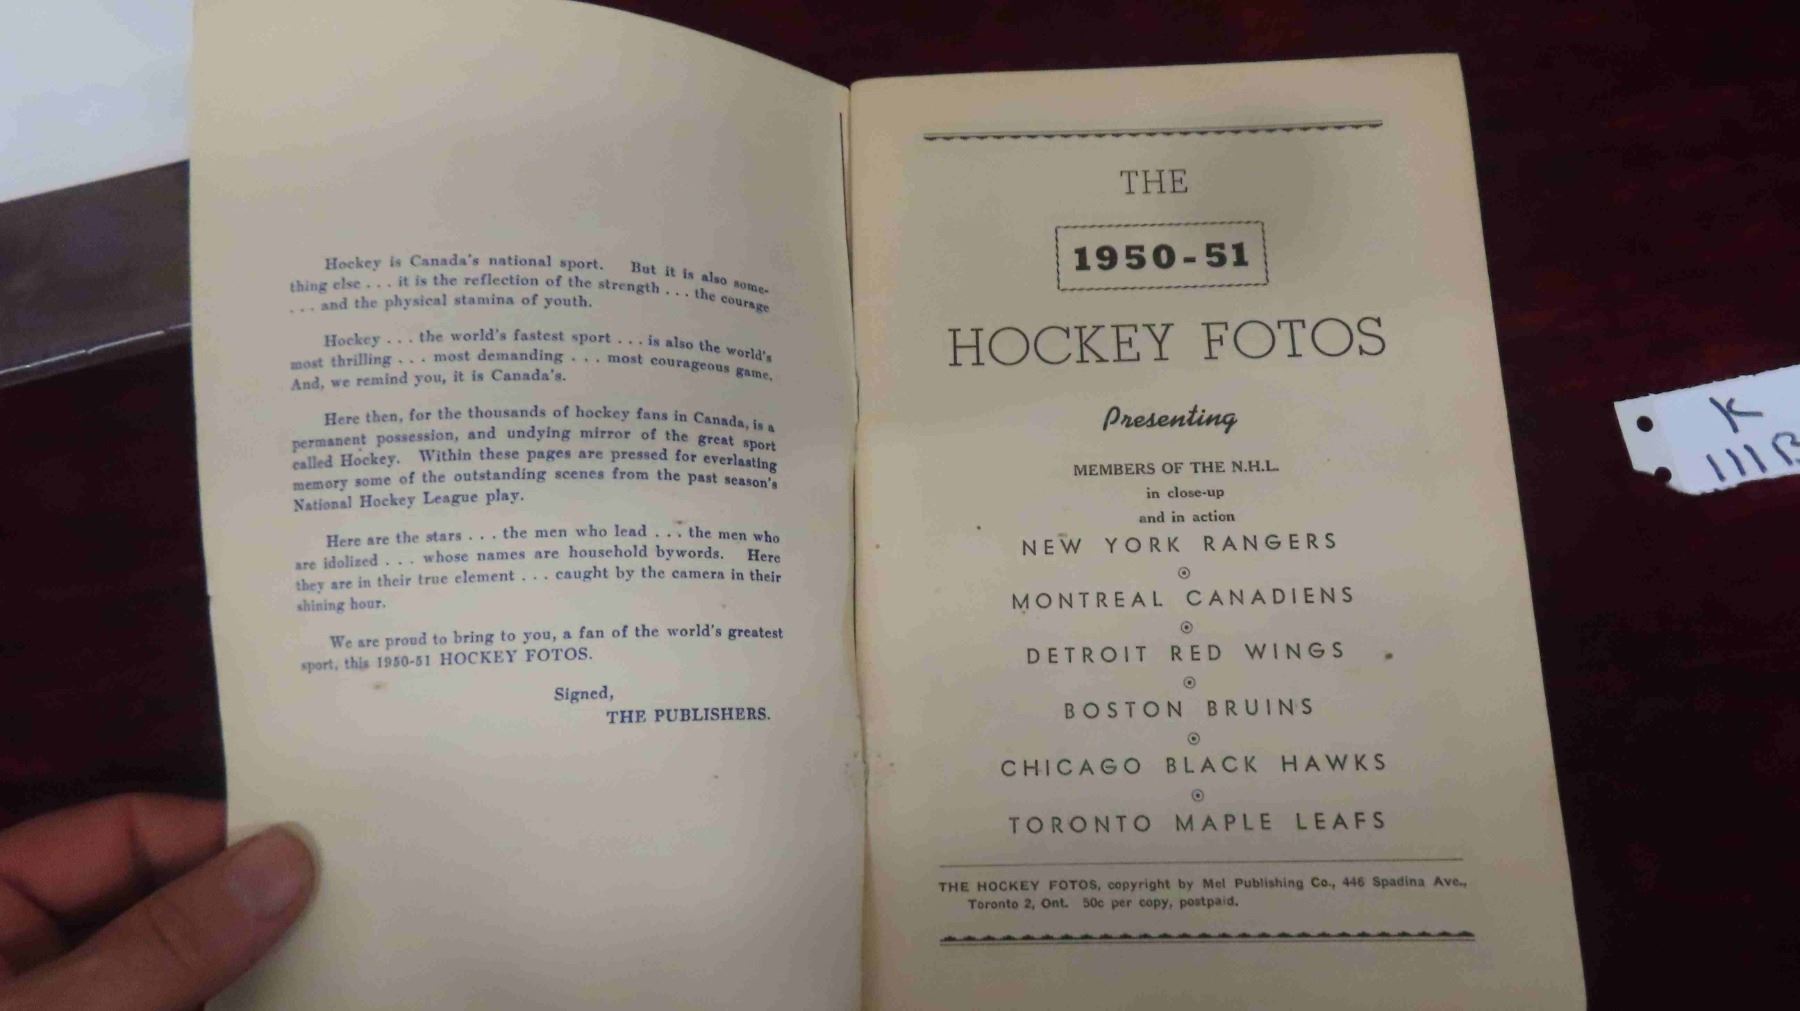 Hockey is Canada's national sport. But it is also some-
thing else . . . it is the reflection of the strength . . . the courage
. . . and the physical stamina of youth.
Hockey . . . the world's fastest sport . . . is also the world's
most thrilling . . . most demanding . . . most courageous game.
And, we remind you, it is Canada's.
Here then, for the thousands of hockey fans in Canada, is a
permanent possession, and undying mirror of the great sport
called Hockey. Within these pages are pressed for everlasting
memory some of the outstanding scenes from the past season's
National Hockey League play.
Here are the stars . . . the men who lead . . . the men who
are idolized . . . whose names are household bywords. Here
they are in their true element . . . caught by the camera in their
shining hour.
We are proud to bring to you, a fan of the world's greatest
sport, this 1950-51 HOCKEY FOTOS.
Signed,
THE PUBLISHERS.
THE
1950-51
HOCKEY FOTOS
Presenting
MEMBERS OF THE N.H.L.
in close-up
and in action
NEW YORK RANGERS
MONTREAL CANADIENS
DETROIT RED WINGS
BOSTON BRUINS
CHICAGO BLACK HAWKS
TORONTO MAPLE LEAFS
THE HOCKEY FOTOS, copyright by Mel Publishing Co., 446 Spadina Ave.,
Toronto 2, Ont. 50c per copy, postpaid.
K
111B